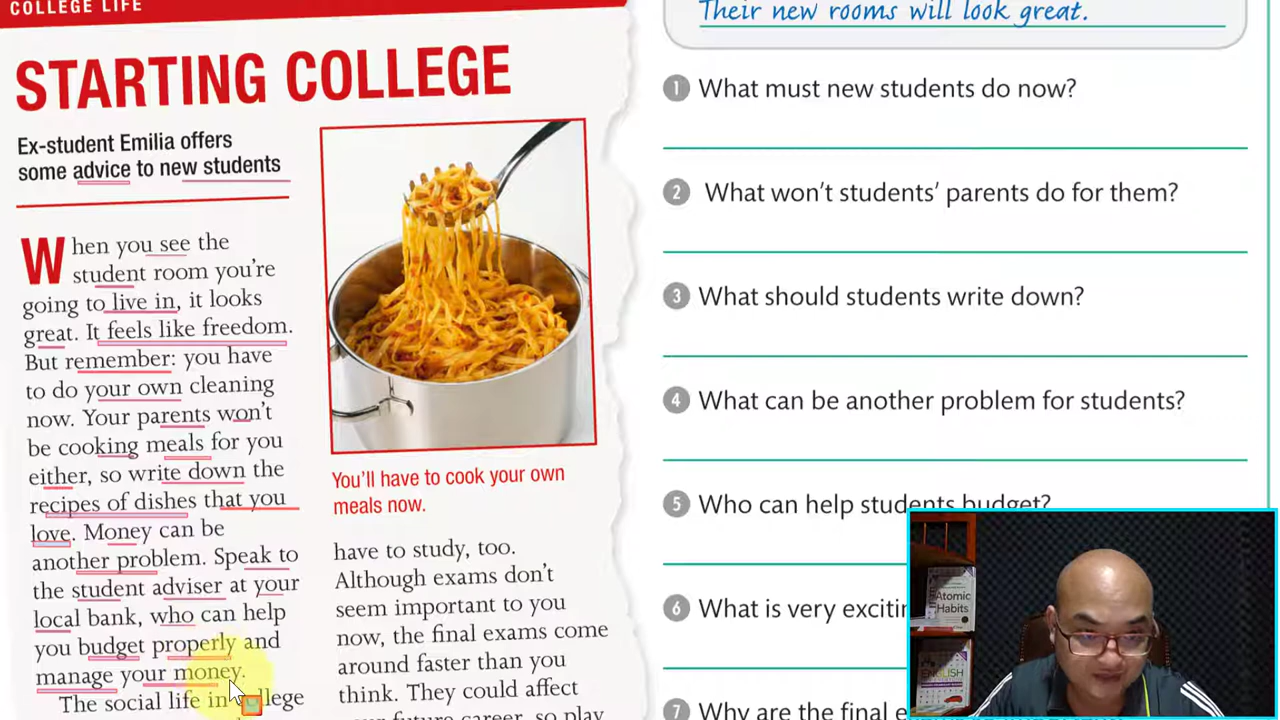 COLLEGE LIFE
STARTING COLLEGE
Ex-student Emilia offers
some advice to new students
When you see the
student room you're
going to live in, it looks
great. It feels like freedom.
But remember: you have
to do your own cleaning
now. Your parents won't
be cooking meals for you
either, so write down the
recipes of dishes that you
love. Money can be
another problem. Speak to
the student adviser at your
local bank, who can help
you budget properly and
manage your money.
The social life in college
You'll have to cook your own
meals now.
have to study, too.
Although exams don't
seem important to you
now, the final exams come
around faster than you
think. They could affect
your future career, so play
Their new rooms will look great.
1 What must new students do now?
2 What won't students' parents do for them?
3 What should students write down?
4 What can be another problem for students?
5 Who can help students budget?
6 What is very
7 Why are the final
Atomic
Habits
ENGLISH